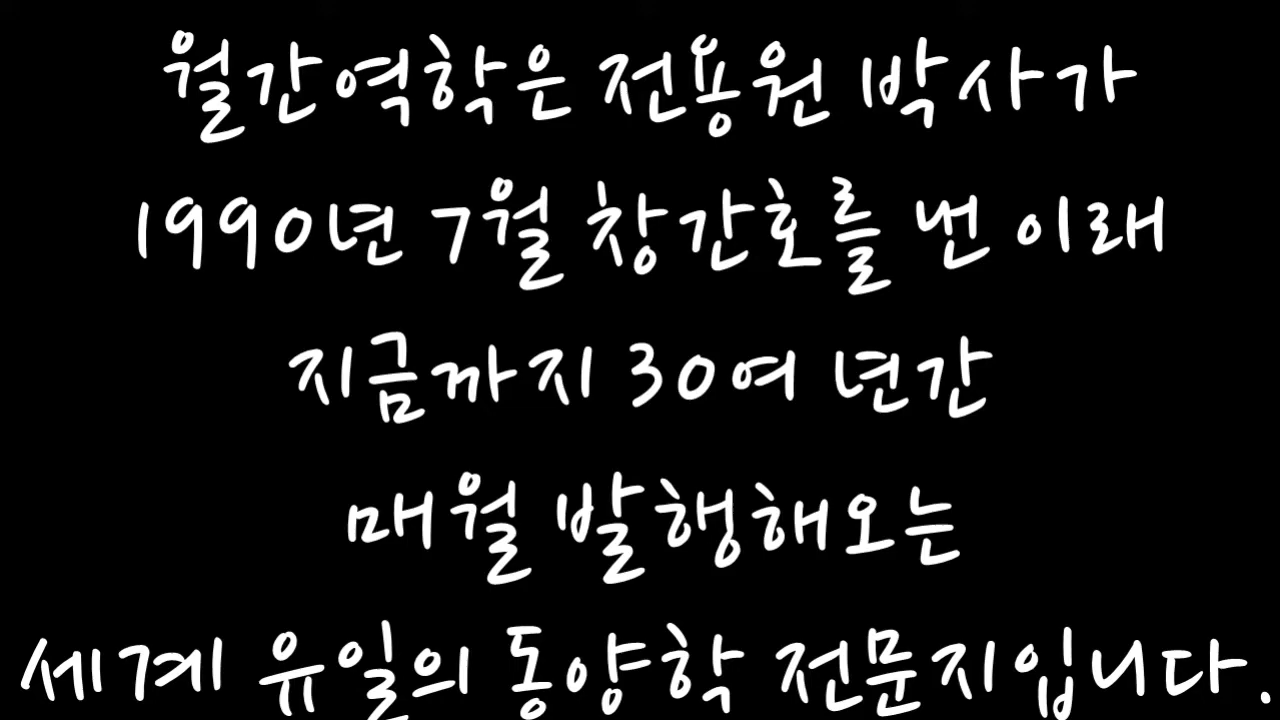 월간역학은 전용원 박사가
1990년 7월 창간호를 낸 이래
지금까지 30여 년간
매월 발행해오는
세계 유일의 동양학 전문지입니다.